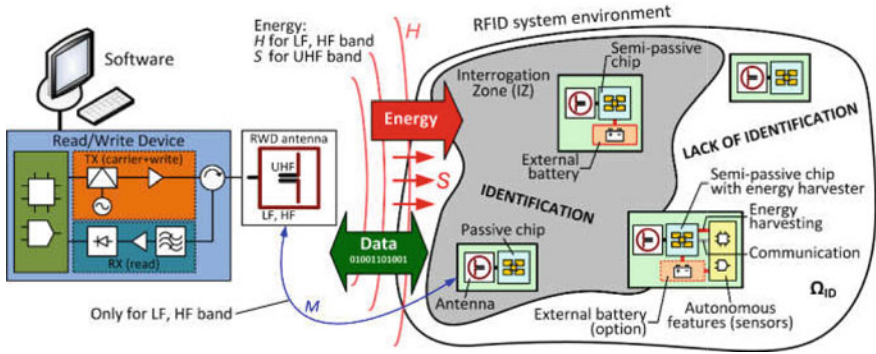 Software
Energy:
H for LF, HF band
S for UHF band
H
RFID system environment
Semi-passive
chip
Interrogation
Zone (IZ)
Energy
Read/Write Device
TX (carrier+write)
RX (read)
RWD antenna
UHF
LF, HF
S
External
battery
IDENTIFICATION
LACK OF IDENTIFICATION
Semi-passive chip
with energy harvester
Energy
harvesting
Communication
Data
01001101001
Passive chip
Antenna
M
Only for LF, HF band
External battery
(option)
Autonomous
features (sensors)
ΩID